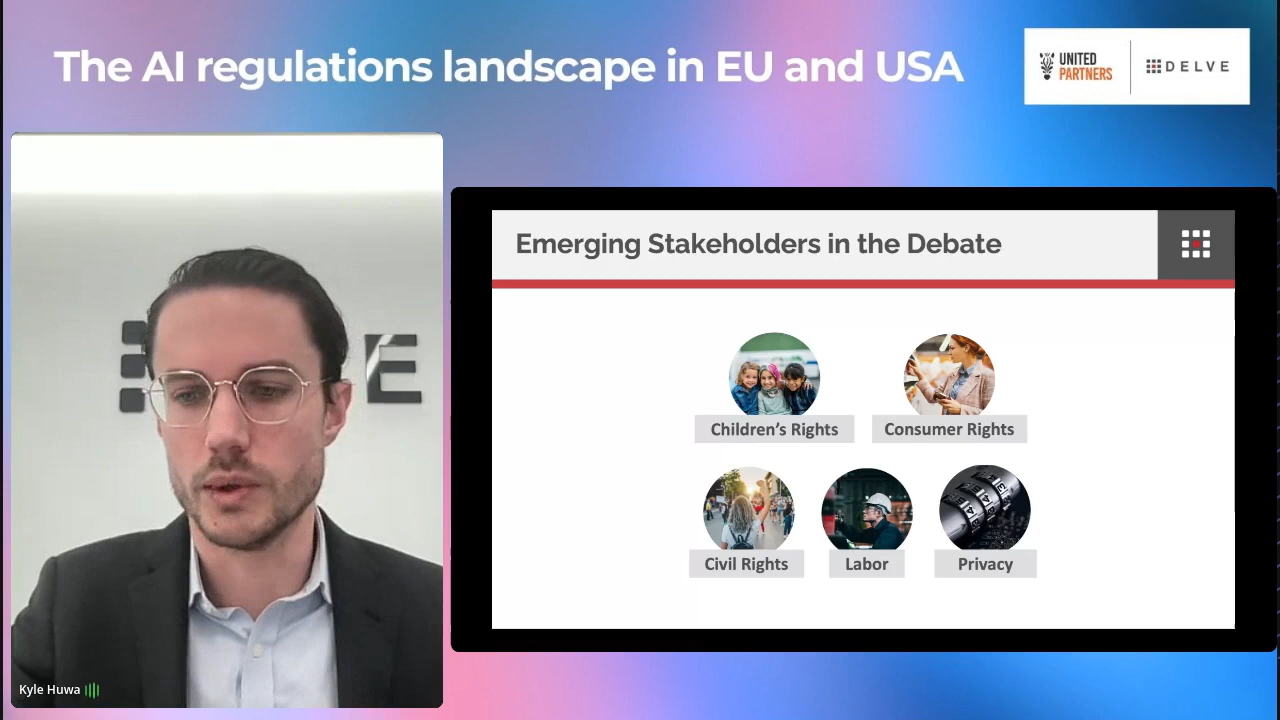 The AI regulations landscape in EU and USA
UNITED
PARTNERS
DELVE
E
Kyle Huwa
Emerging Stakeholders in the Debate
Children's Rights
Consumer Rights
Civil Rights
Labor
Privacy